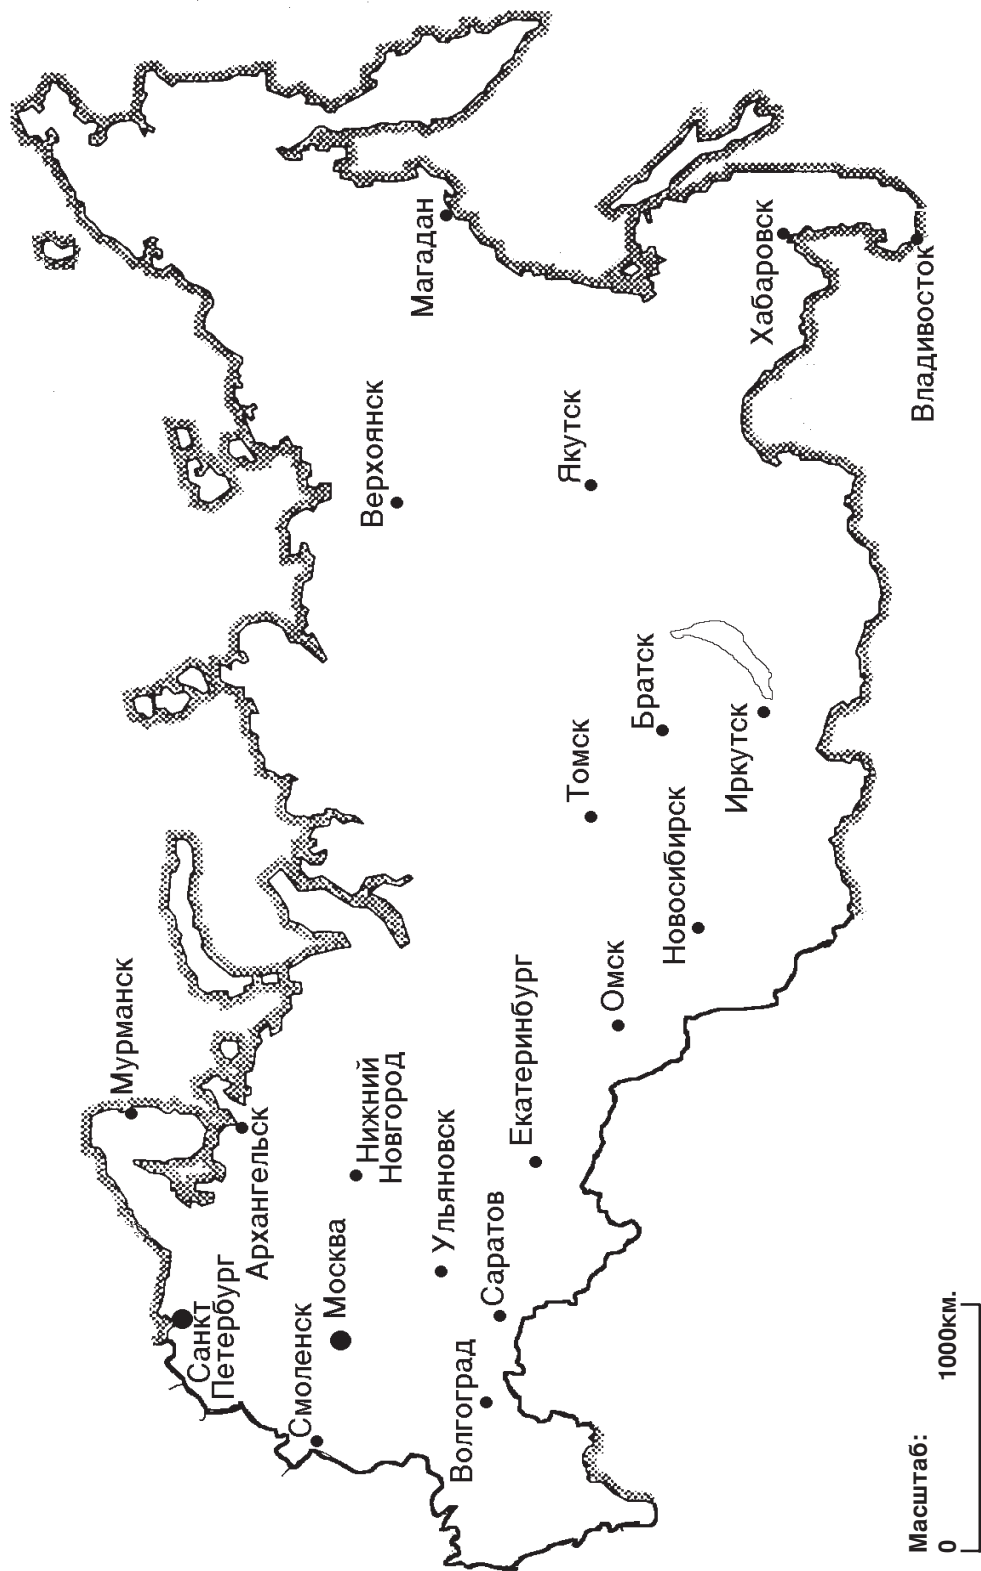 Мурманск
Архангельск
Санкт
Петербург
Смоленск
Москва
Нижний
Новгород
Ульяновск
Саратов
Волгоград
Екатеринбург
Омск
Новосибирск
Томск
Братск
Иркутск
Верхоянск
Якутск
Магадан
Хабаровск
Владивосток
Масштаб:
0 1000км.